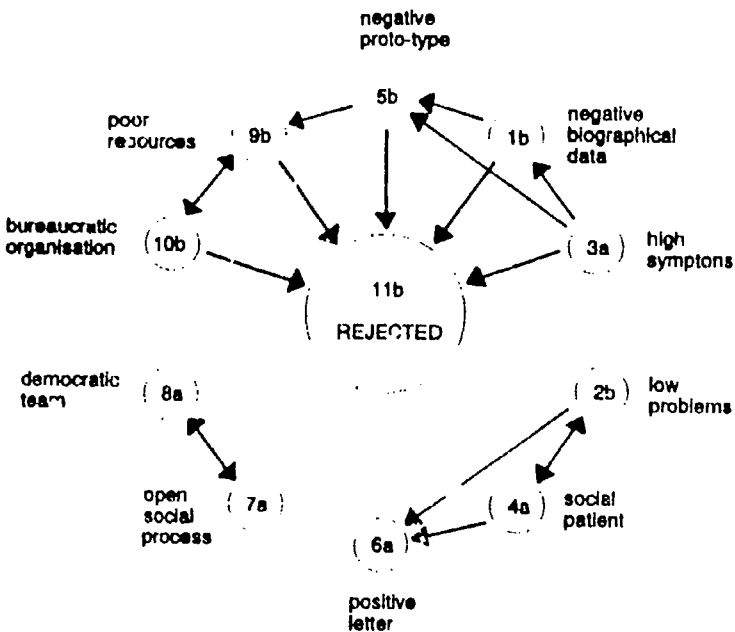 negative
proto-type
5b
poor
resources
9b
1b
negative
biographical
data
bureaucratic
organisation
10b
3a
high
symptons
11b
REJECTED
democratic
team
8a
2b
low
problems
open
social
process
7a
4a
social
patient
6a
positive
letter